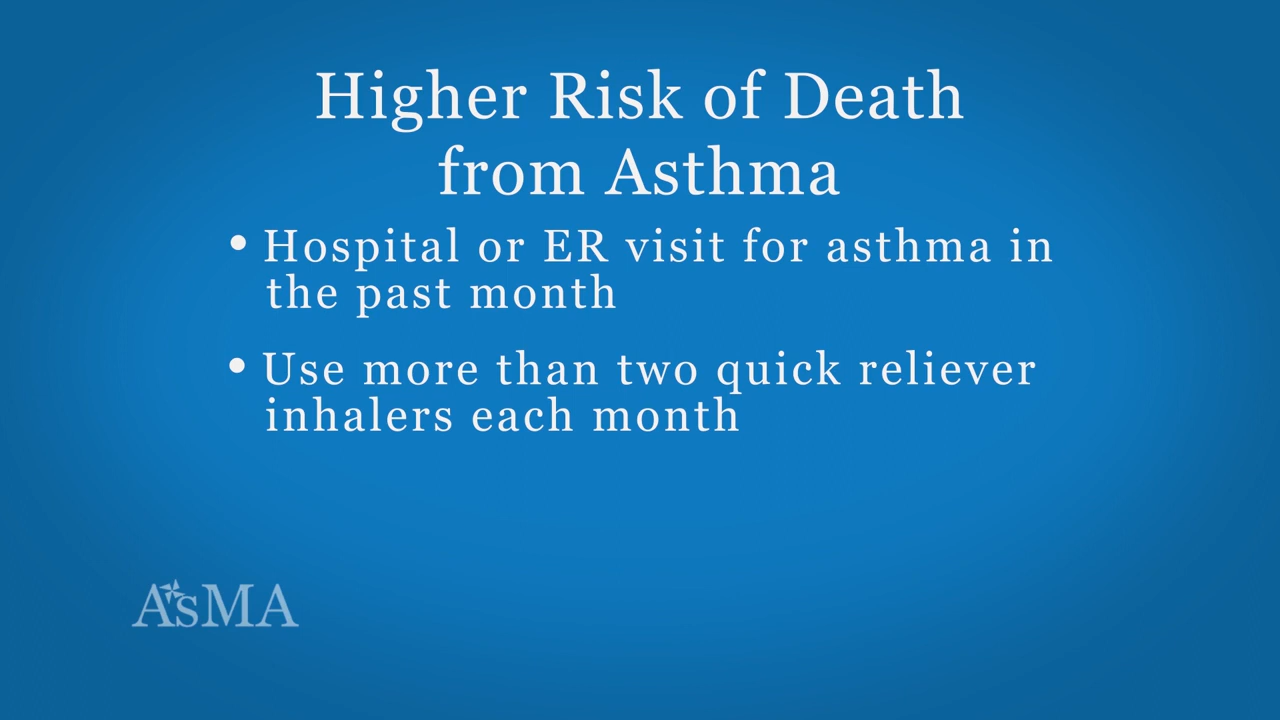 Higher Risk of Death
from Asthma
• Hospital or ER visit for asthma in
the past month
• Use more than two quick reliever
inhalers each month
AsMA